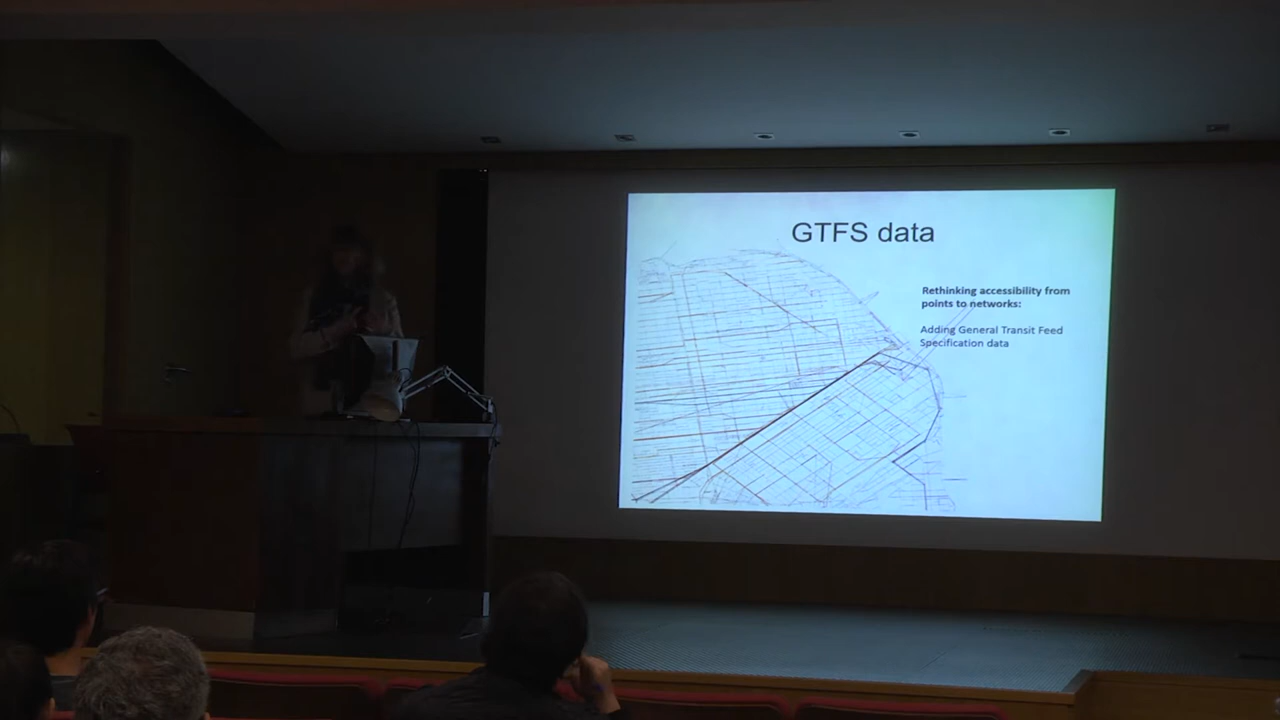 GTFS data
Rethinking accessibility from
points to networks:
Adding General Transit Feed
Specification data